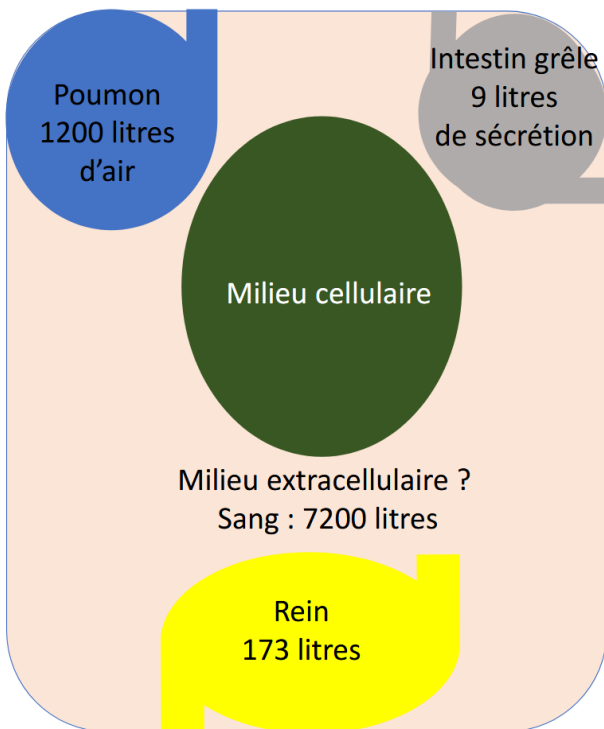 Poumon
1200 litres
d’air
Intestin grêle
9 litres
de sécrétion
Milieu cellulaire
Milieu extracellulaire ?
Sang : 7200 litres
Rein
173 litres